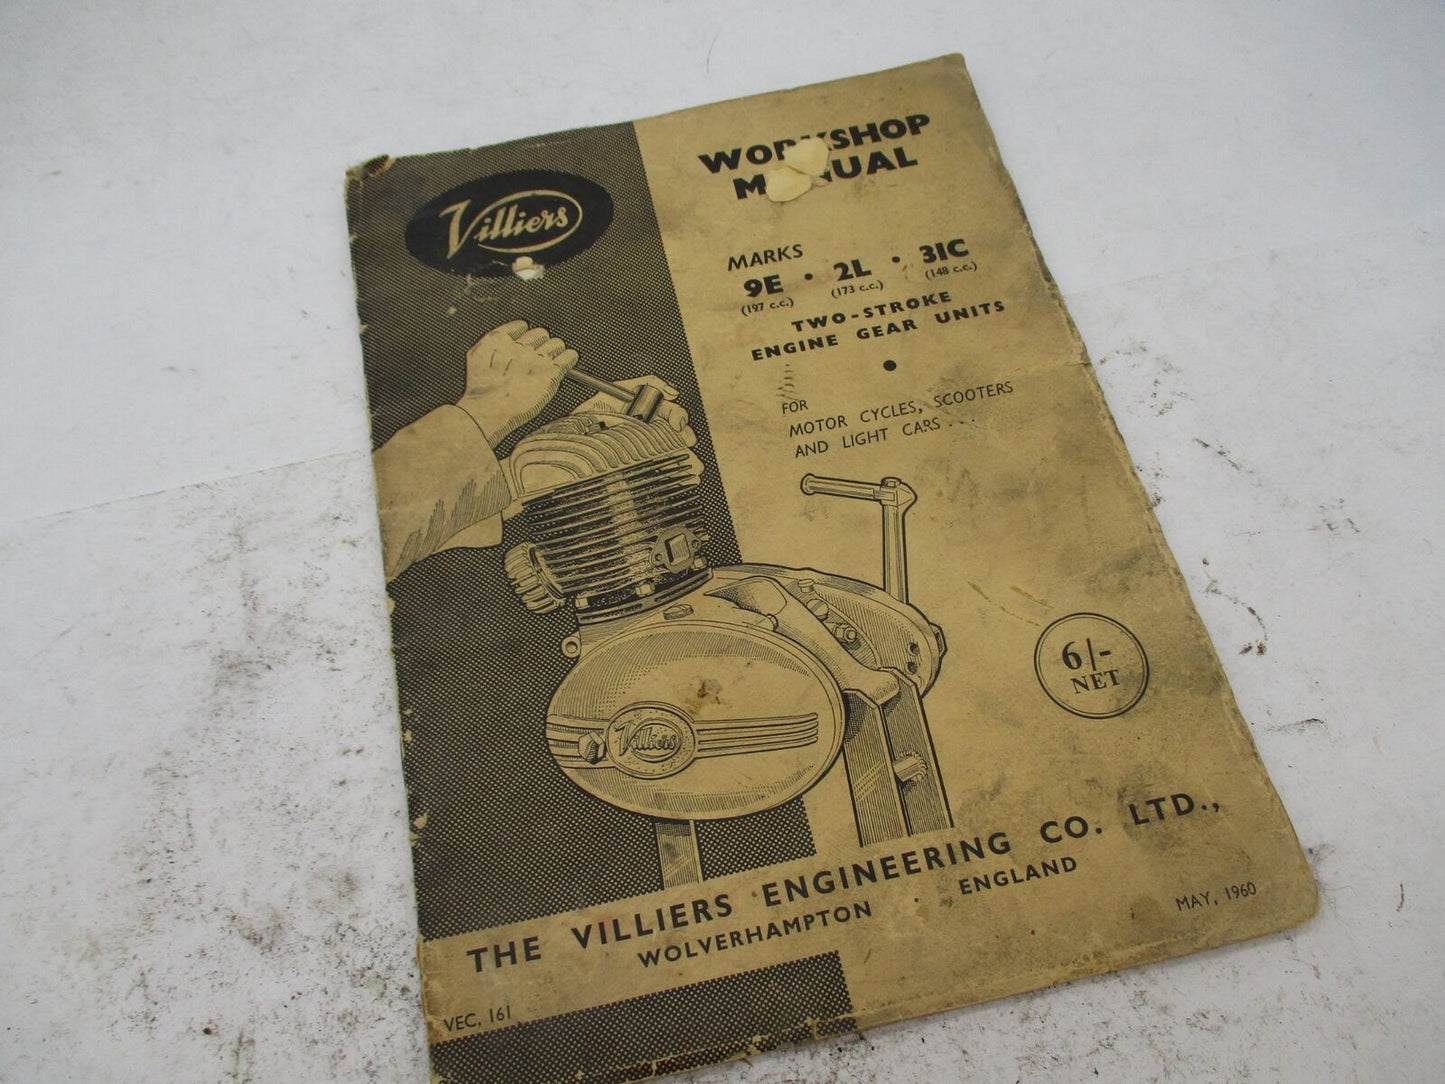 Villiers
WORKSHOP
MANUAL
MARKS
9E • 2L • 31C
(197 c.c.) (173 c.c.) (148 c.c.)
TWO-STROKE
ENGINE GEAR UNITS
FOR
MOTOR CYCLES, SCOOTERS
AND LIGHT CARS . . .
Villiers
6/-
NET
THE VILLIERS ENGINEERING CO. LTD.,
WOLVERHAMPTON · ENGLAND
MAY, 1960
VEC. 161